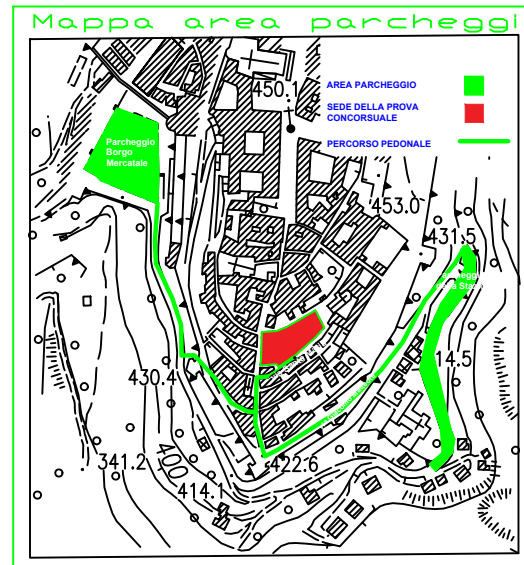 Mappa area parcheggi
450.1
AREA PARCHEGGIO
SEDE DELLA PROVA
CONCORSUALE
PERCORSO PEDONALE
Parcheggio
Borgo
Mercatale
453.0
431.5
14.5
430.4
341.2
400
414.1
422.6